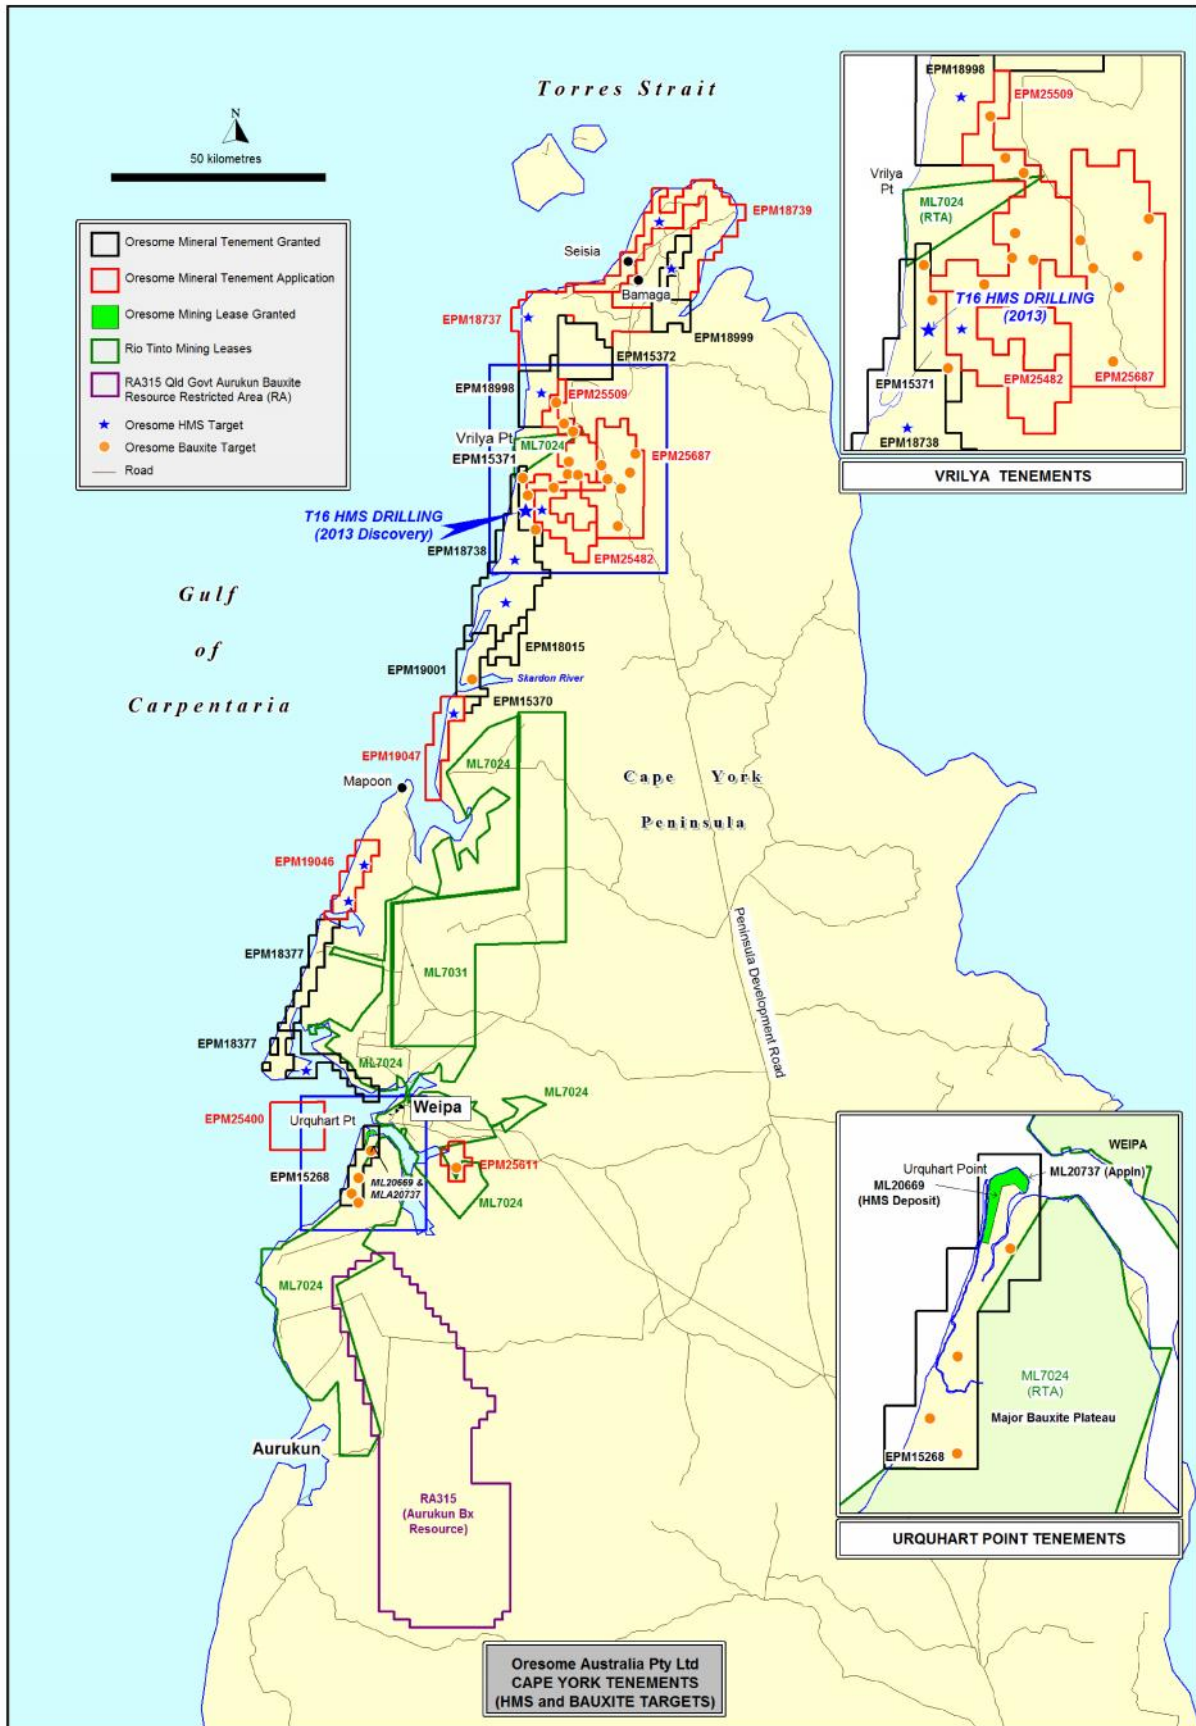 Torres Strait
N
50 kilometres
Oresome Mineral Tenement Granted
Oresome Mineral Tenement Application
Oresome Mining Lease Granted
Rio Tinto Mining Leases
RA315 Qld Govt Aurukun Bauxite
Resource Restricted Area (RA)
Oresome HMS Target
Oresome Bauxite Target
Road
EPM18739
Seisia
Bamaga
EPM18737
EPM18999
EPM15372
EPM18998
EPM25509
Vrilya Pt
ML7024
EPM15371
EPM25687
T16 HMS DRILLING
(2013 Discovery)
EPM18738
EPM25482
Gulf
of
Carpentaria
EPM18015
EPM19001
Skardon River
EPM15370
EPM19047
ML7024
Mapoon
Cape York
Peninsula
EPM19046
Peninsula Development Road
EPM18377
ML7031
EPM18377
ML7024
ML7024
EPM25400
Urquhart Pt
Weipa
EPM25611
EPM15268
ML20669 &
MLA20737
ML7024
ML7024
Aurukun
RA315
(Aurukun Bx
Resource)
EPM18998
EPM25509
Vrilya
Pt
ML7024
(RTA)
T16 HMS DRILLING
(2013)
EPM15371
EPM25482
EPM25687
EPM18738
VRILYA TENEMENTS
WEIPA
Urquhart Point
ML20737 (Appln)
ML20669
(HMS Deposit)
ML7024
(RTA)
Major Bauxite Plateau
EPM15268
URQUHART POINT TENEMENTS
Oresome Australia Pty Ltd
CAPE YORK TENEMENTS
(HMS and BAUXITE TARGETS)